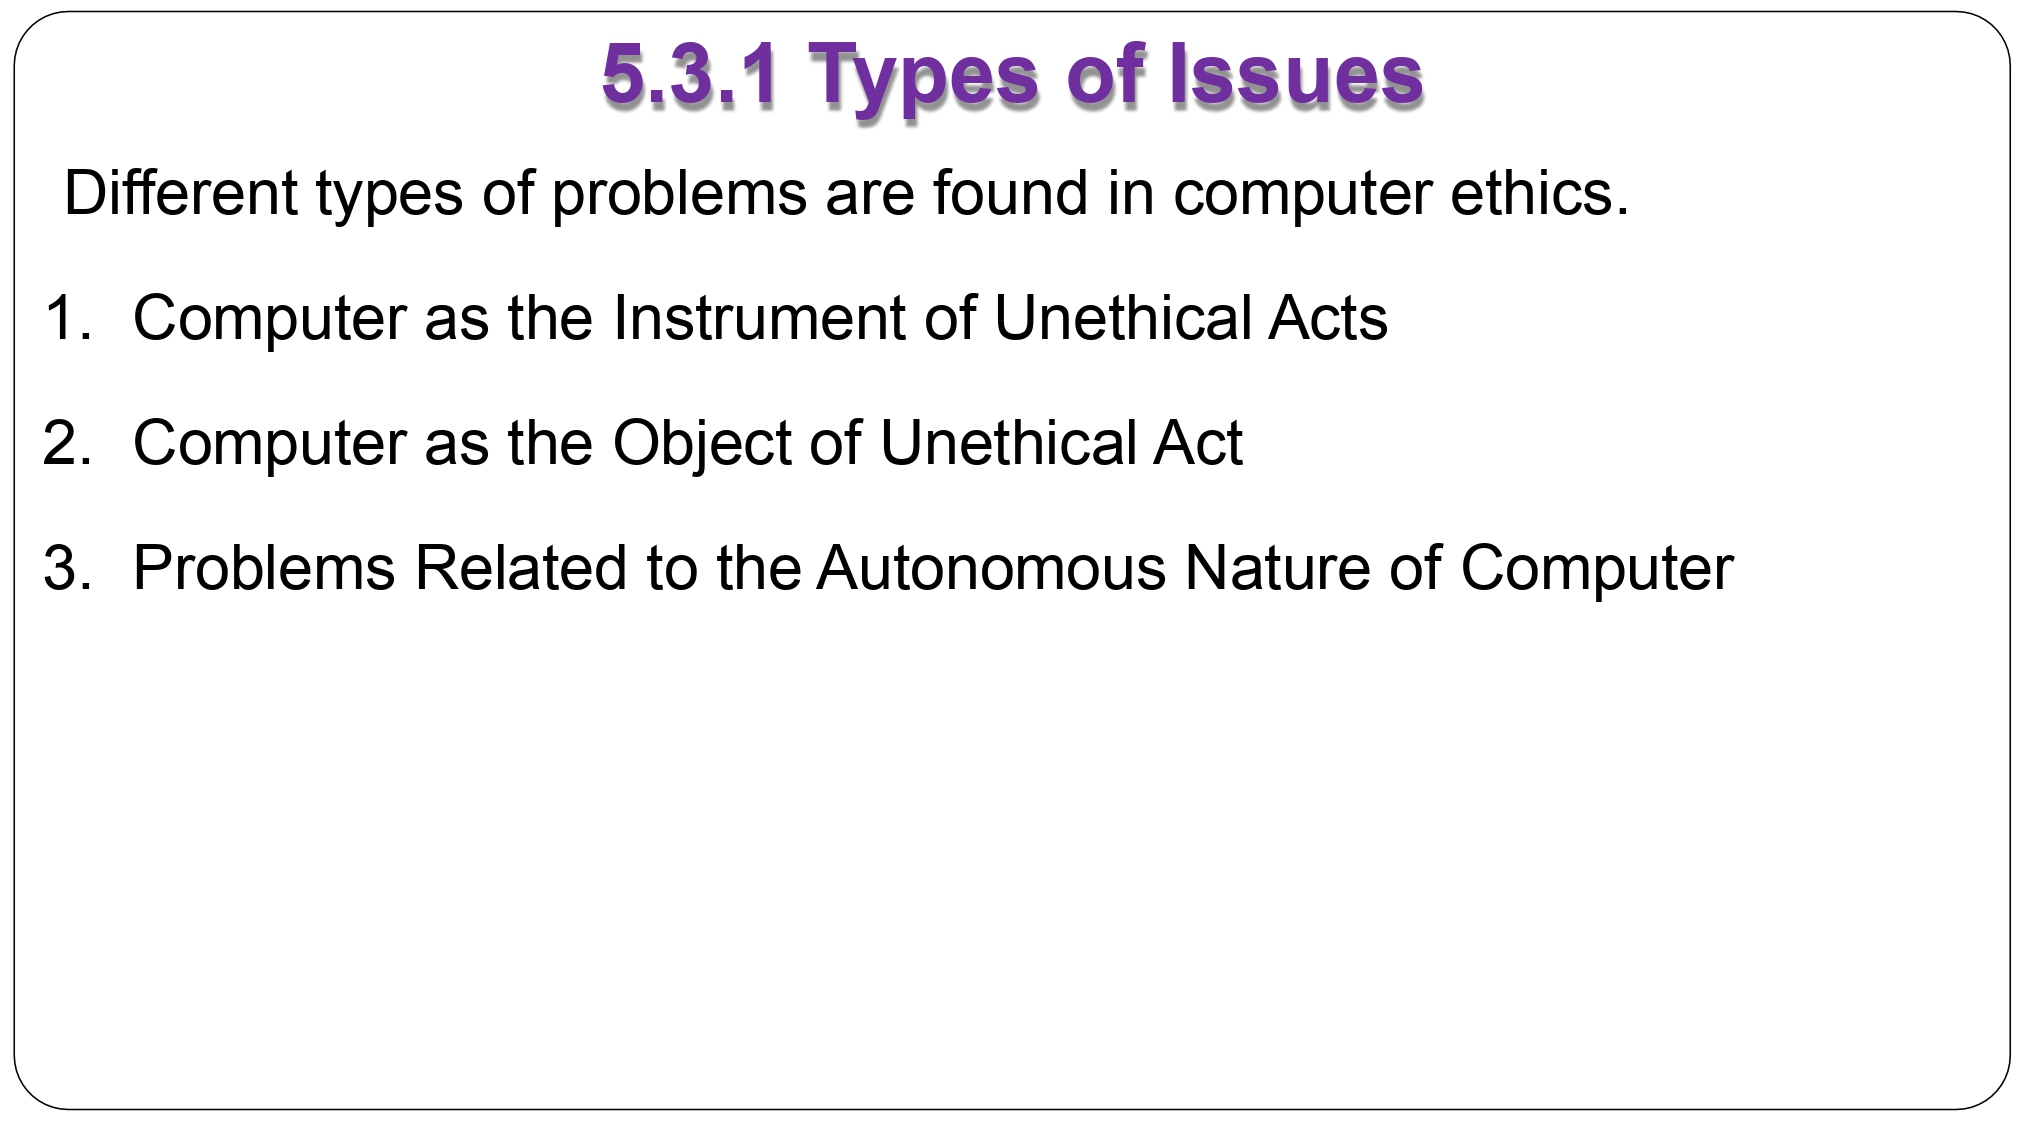 5.3.1 Types of Issues
Different types of problems are found in computer ethics.
1. Computer as the Instrument of Unethical Acts
2. Computer as the Object of Unethical Act
3. Problems Related to the Autonomous Nature of Computer